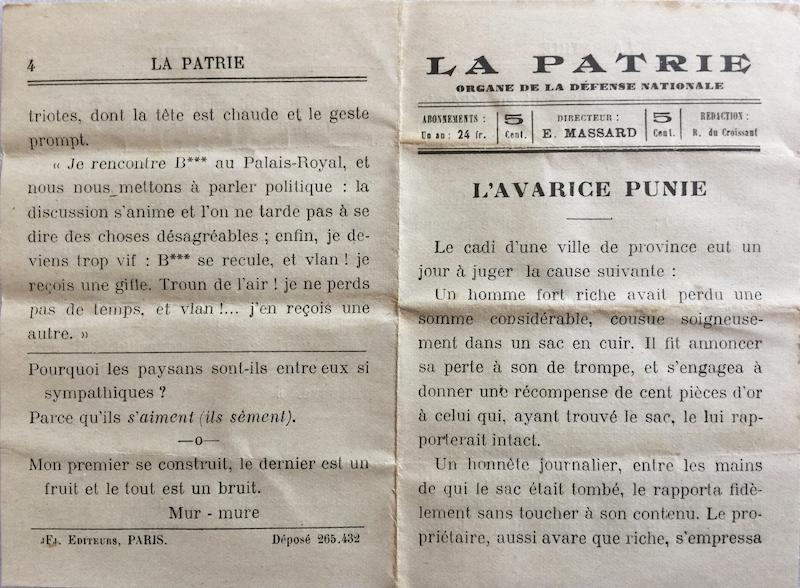 4 LA PATRIE
triotes, dont la tête est chaude et le geste
prompt.
« Je rencontre B*** au Palais-Royal, et
nous nous mettons à parler politique : la
discussion s'anime et l'on ne tarde pas à se
dire des choses désagréables ; enfin, je de-
viens trop vif : B*** se recule, et vlan ! je
reçois une gifle. Troun de l'air ! je ne perds
pas de temps, et vlan !... j'en reçois une
autre. »
Pourquoi les paysans sont-ils entre eux si
sympathiques ?
Parce qu'ils s'aiment (ils sèment).
—o—
Mon premier se construit, le dernier est un
fruit et le tout est un bruit.
Mur - mure
JFJ. EDITEURS, PARIS. Déposé 265.432
LA PATRIE
ORGANE DE LA DÉFENSE NATIONALE
ABONNEMENTS :
Un an : 24 fr.
5
Cent.
DIRECTEUR :
E. MASSARD
5
Cent.
REDACTION :
R. du Croissant
L'AVARICE PUNIE
Le cadi d'une ville de province eut un
jour à juger la cause suivante :
Un homme fort riche avait perdu une
somme considérable, cousue soigneuse-
ment dans un sac en cuir. Il fit annoncer
sa perte à son de trompe, et s'engagea à
donner une récompense de cent pièces d'or
à celui qui, ayant trouvé le sac, le lui rap-
porterait intact.
Un honnête journalier, entre les mains
de qui le sac était tombé, le rapporta fidè-
lement sans toucher à son contenu. Le pro-
priétaire, aussi avare que riche, s'empressa